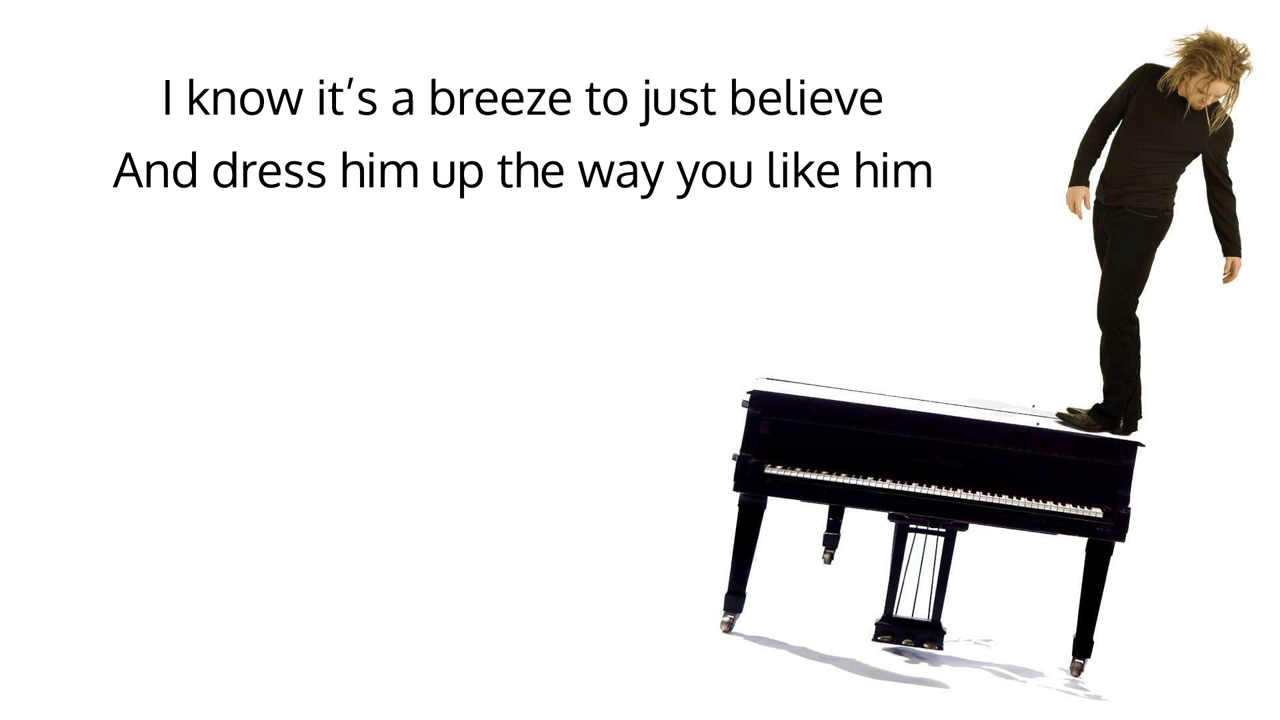 I know it’s a breeze to just believe
And dress him up the way you like him